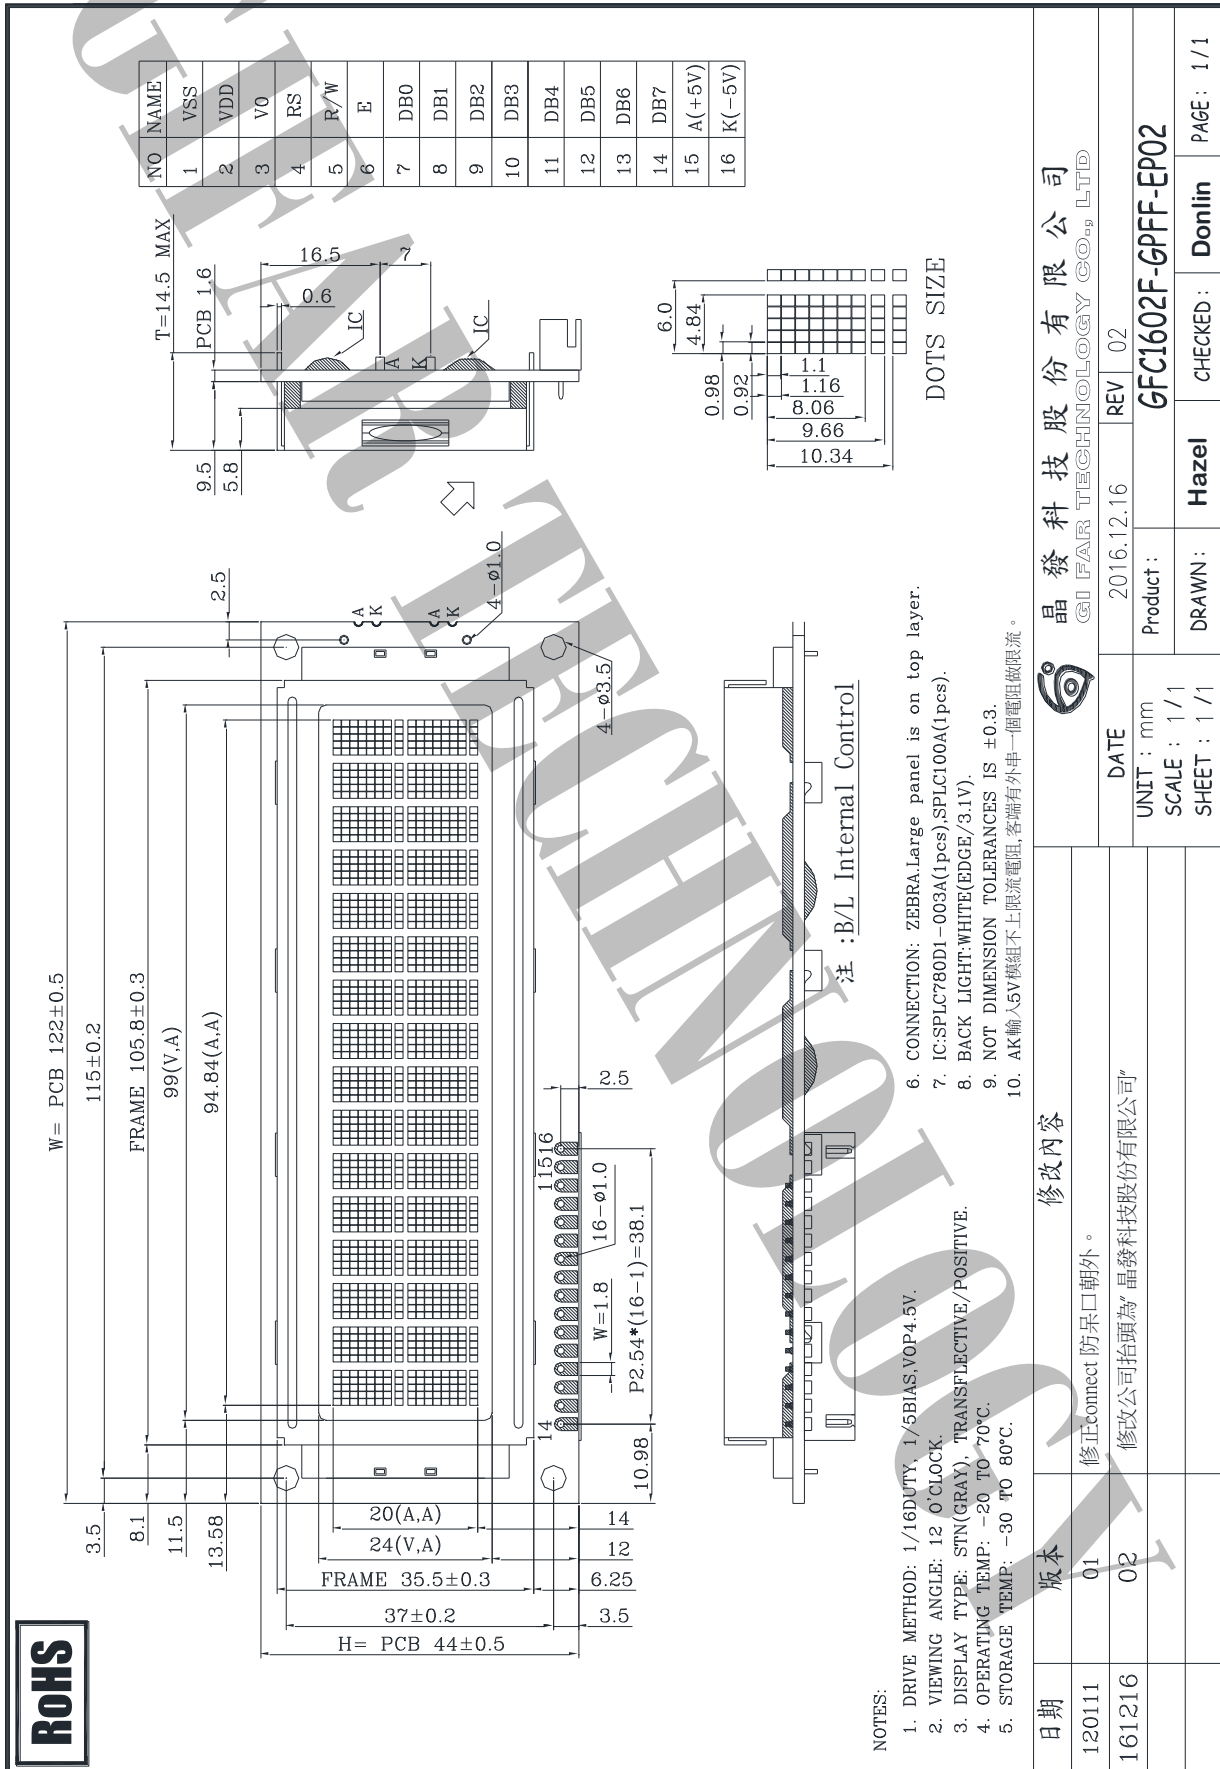 RoHS
W= PCB 122±0.5
115±0.2
FRAME 105.8±0.3
99(V,A)
94.84(A,A)
3.5
8.1
11.5
13.58
2.5
A
K
A
K
4-ø1.0
4-ø3.5
20(A,A)
24(V,A)
FRAME 35.5±0.3
37±0.2
H= PCB 44±0.5
14
12
6.25
3.5
10.98
14
1
15
16
W=1.8
16-ø1.0
P2.54*(16-1)=38.1
2.5
T=14.5 MAX
PCB 1.6
0.6
9.5
5.8
16.5
7
IC
A
K
IC
NO NAME
1 VSS
2 VDD
3 V0
4 RS
5 R/W
6 E
7 DB0
8 DB1
9 DB2
10 DB3
11 DB4
12 DB5
13 DB6
14 DB7
15 A(+5V)
16 K(-5V)
6.0
4.84
0.98
0.92
1.1
1.16
8.06
9.66
10.34
DOTS SIZE
注 :B/L Internal Control
NOTES:
1. DRIVE METHOD: 1/16DUTY, 1/5BIAS,VOP4.5V.
2. VIEWING ANGLE: 12 O'CLOCK.
3. DISPLAY TYPE: STN(GRAY), TRANSFLECTIVE/POSITIVE.
4. OPERATING TEMP: -20 TO 70°C.
5. STORAGE TEMP: -30 TO 80°C.
6. CONNECTION: ZEBRA.Large panel is on top layer.
7. IC:SPLC780D1-003A(1pcs),SPLC100A(1pcs).
8. BACK LIGHT:WHITE(EDGE/3.1V).
9. NOT DIMENSION TOLERANCES IS ±0.3.
10. AK輸入5V模組不上限流電阻,客端有外串一個電阻做限流。
日期 版本 修改內容
120111 01 修正connect 防呆口朝外。
161216 02 修改公司抬頭為"晶發科技股份有限公司"
晶發科技股份有限公司
GI FAR TECHNOLOGY CO., LTD
DATE 2016.12.16 REV 02
UNIT : mm
SCALE : 1/1
SHEET : 1/1
Product : GFC1602F-GPFF-EP02
DRAWN : Hazel CHECKED : Donlin PAGE : 1/1
GIFAR TECHNOLOGY